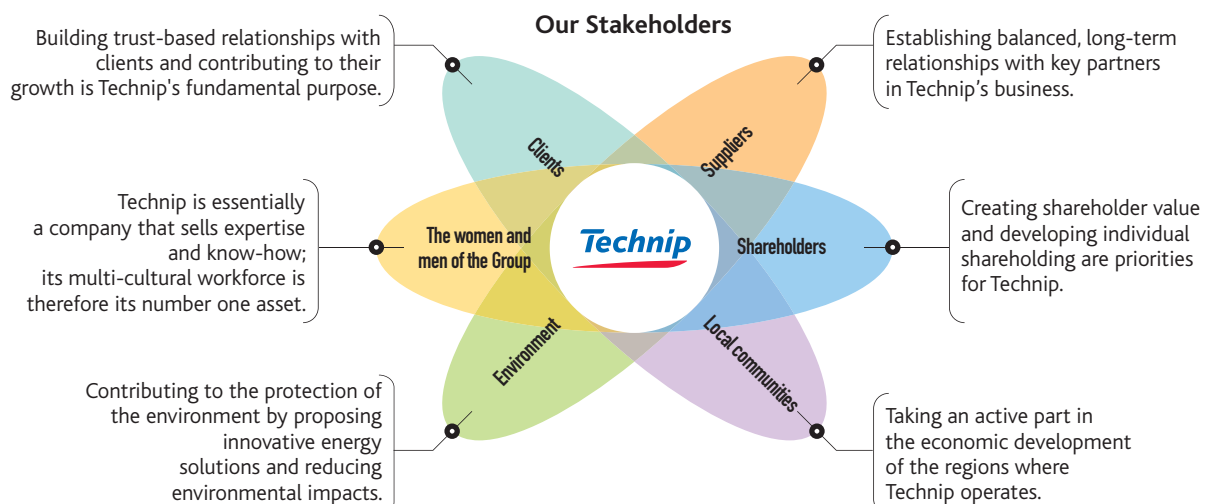 Our Stakeholders
Building trust-based relationships with
clients and contributing to their
growth is Technip's fundamental purpose.
Establishing balanced, long-term
relationships with key partners
in Technip’s business.
Clients
Suppliers
Technip is essentially
a company that sells expertise
and know-how;
its multi-cultural workforce is
therefore its number one asset.
The women and
men of the Group
Technip
Shareholders
Creating shareholder value
and developing individual
shareholding are priorities
for Technip.
Environment
Local communities
Contributing to the protection of
the environment by proposing
innovative energy
solutions and reducing
environmental impacts.
Taking an active part in
the economic development
of the regions where
Technip operates.